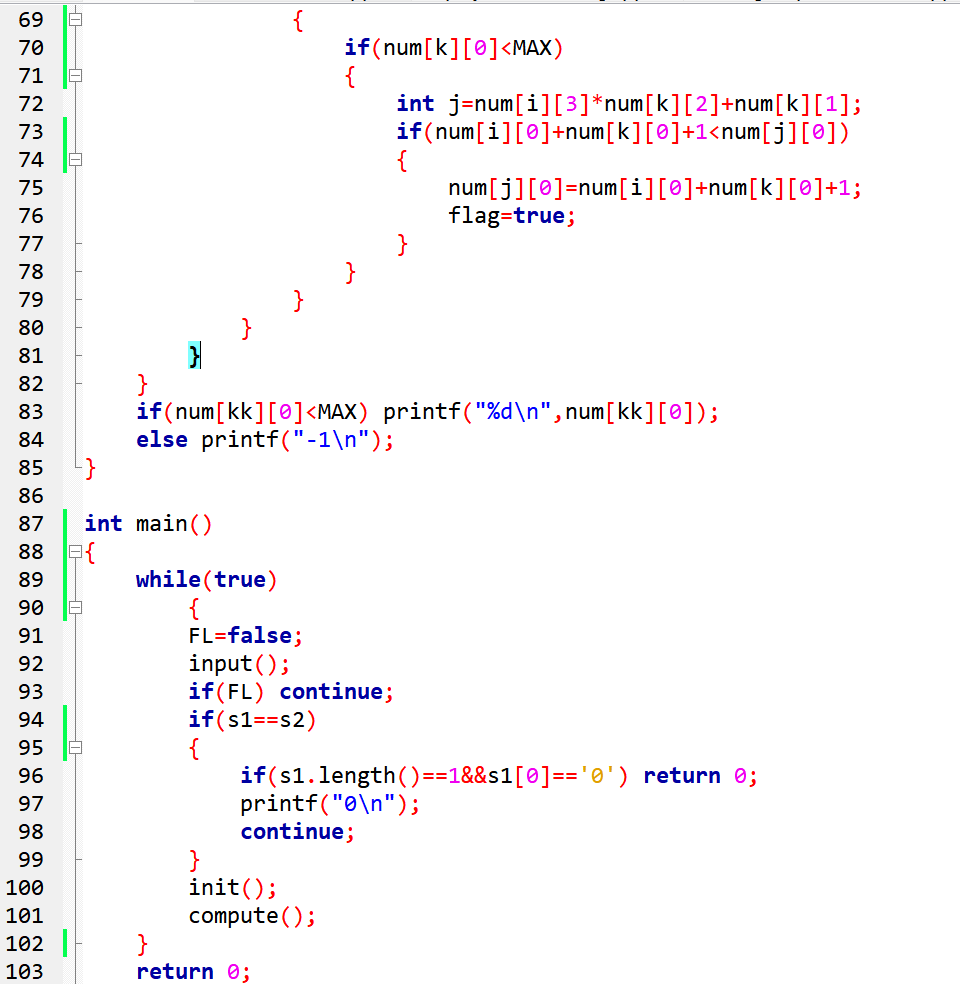 69 {
70 if(num[k][0]<MAX)
71 {
72 int j=num[i][3]*num[k][2]+num[k][1];
73 if(num[i][0]+num[k][0]+1<num[j][0])
74 {
75 num[j][0]=num[i][0]+num[k][0]+1;
76 flag=true;
77 }
78 }
79 }
80 }
81 }
82 }
83 if(num[kk][0]<MAX) printf("%d\n",num[kk][0]);
84 else printf("-1\n");
85 }
86
87 int main()
88 {
89 while(true)
90 {
91 FL=false;
92 input();
93 if(FL) continue;
94 if(s1==s2)
95 {
96 if(s1.length()==1&&s1[0]=='0') return 0;
97 printf("0\n");
98 continue;
99 }
100 init();
101 compute();
102 }
103 return 0;